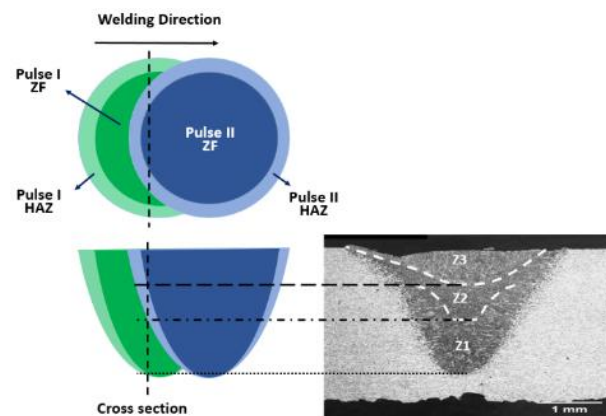 Welding Direction
Pulse I
ZF
Pulse II
ZF
Pulse I
HAZ
Pulse II
HAZ
Z3
Z2
Z1
1 mm
Cross section